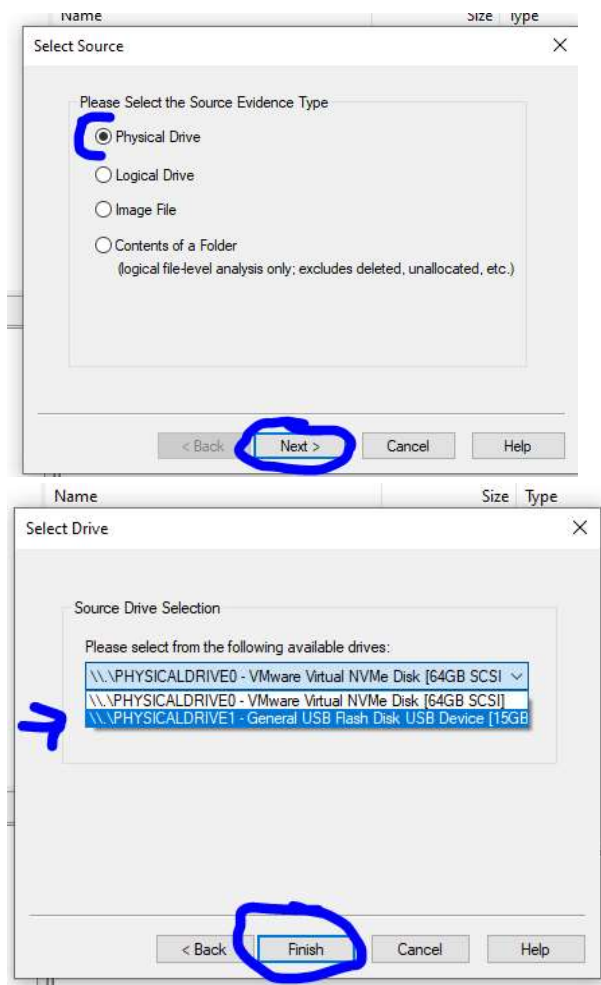 Name Size Type
Select Source
Please Select the Source Evidence Type
Physical Drive
Logical Drive
Image File
Contents of a Folder
(logical file-level analysis only; excludes deleted, unallocated, etc.)
< Back Next > Cancel Help
Name Size Type
Select Drive
Source Drive Selection
Please select from the following available drives:
\\.\PHYSICALDRIVE0 - VMware Virtual NVMe Disk [64GB SCSI
\\.\PHYSICALDRIVE0 - VMware Virtual NVMe Disk [64GB SCSI]
\\.\PHYSICALDRIVE1 - General USB Flash Disk USB Device [15GB
< Back Finish Cancel Help